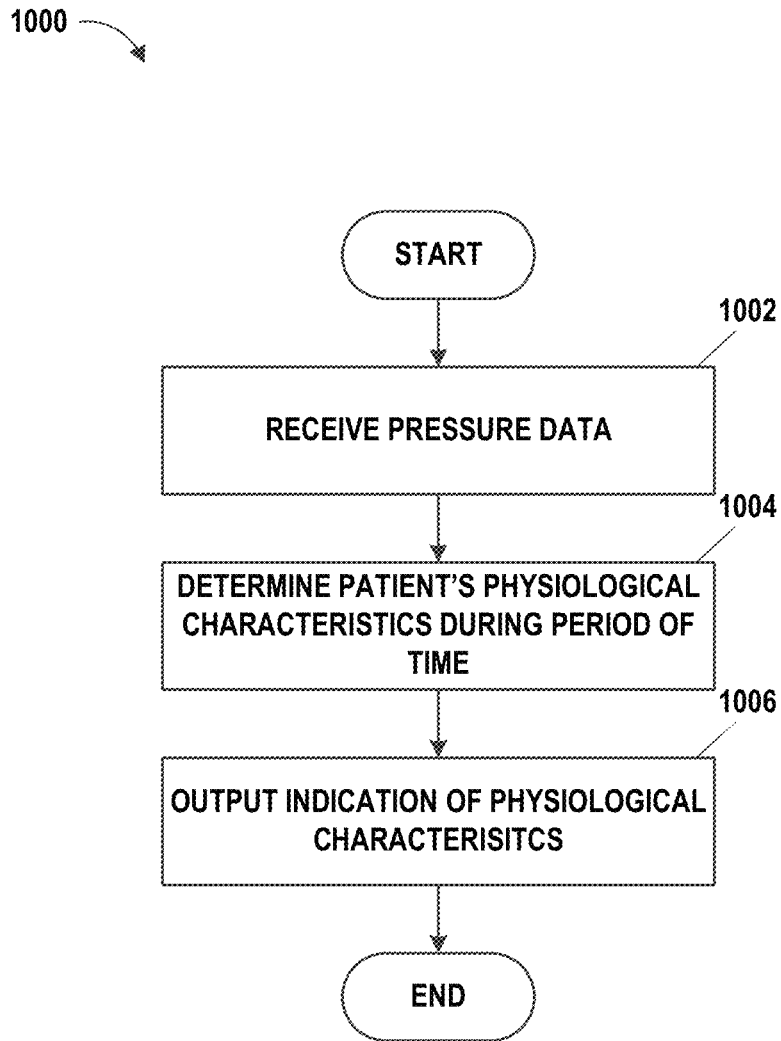 1000
START
1002
RECEIVE PRESSURE DATA
1004
DETERMINE PATIENT'S PHYSIOLOGICAL
CHARACTERISTICS DURING PERIOD OF
TIME
1006
OUTPUT INDICATION OF PHYSIOLOGICAL
CHARACTERISITCS
END